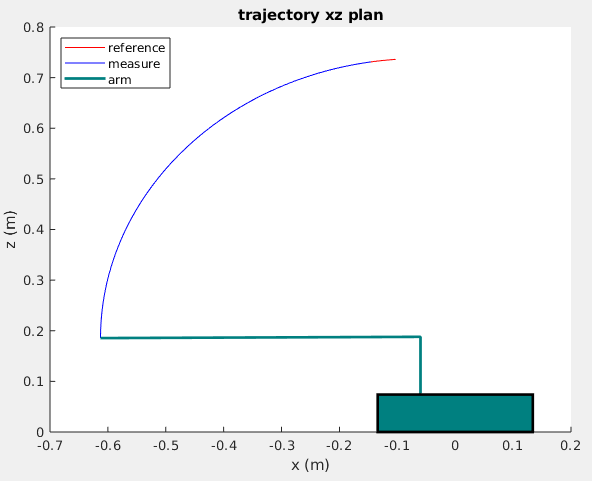 trajectory xz plan
reference
measure
arm
0.8
0.7
0.6
0.5
0.4
0.3
0.2
0.1
0
z (m)
-0.7 -0.6 -0.5 -0.4 -0.3 -0.2 -0.1 0 0.1 0.2
x (m)